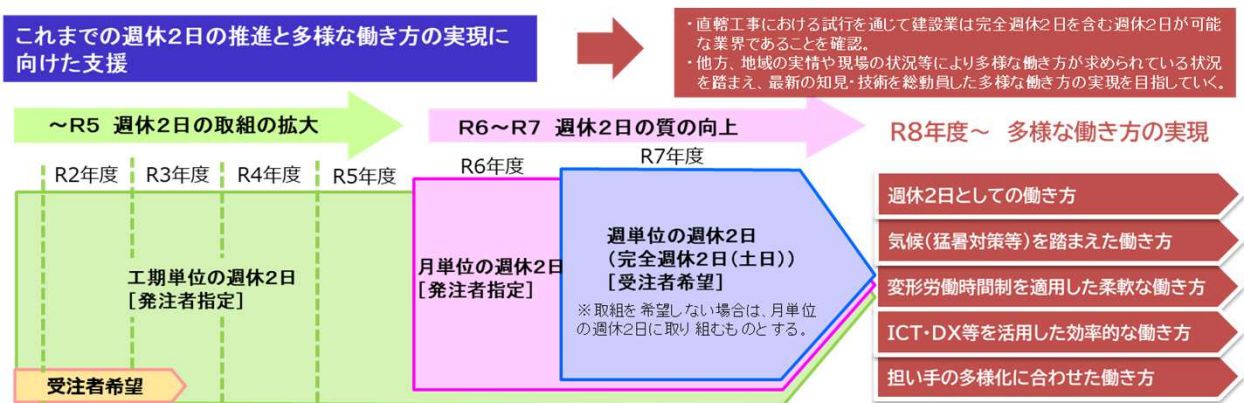 これまでの週休2日の推進と多様な働き方の実現に
向けた支援
・直轄工事における試行を通じて建設業は完全週休2日を含む週休2日が可能
な業界であることを確認。
・他方、地域の実情や現場の状況等により多様な働き方が求められている状況
を踏まえ、最新の知見・技術を総動員した多様な働き方の実現を目指していく。
～R5 週休2日の取組の拡大
R6～R7 週休2日の質の向上
R8年度～ 多様な働き方の実現
R2年度
R3年度
R4年度
R5年度
R6年度
R7年度
工期単位の週休2日
[発注者指定]
受注者希望
月単位の週休2日
[発注者指定]
週単位の週休2日
(完全週休2日(土日))
[受注者希望]
※取組を希望しない場合は、月単位
の週休2日に取り組むものとする。
週休2日としての働き方
気候(猛暑対策等)を踏まえた働き方
変形労働時間制を適用した柔軟な働き方
ICT・DX等を活用した効率的な働き方
担い手の多様化に合わせた働き方